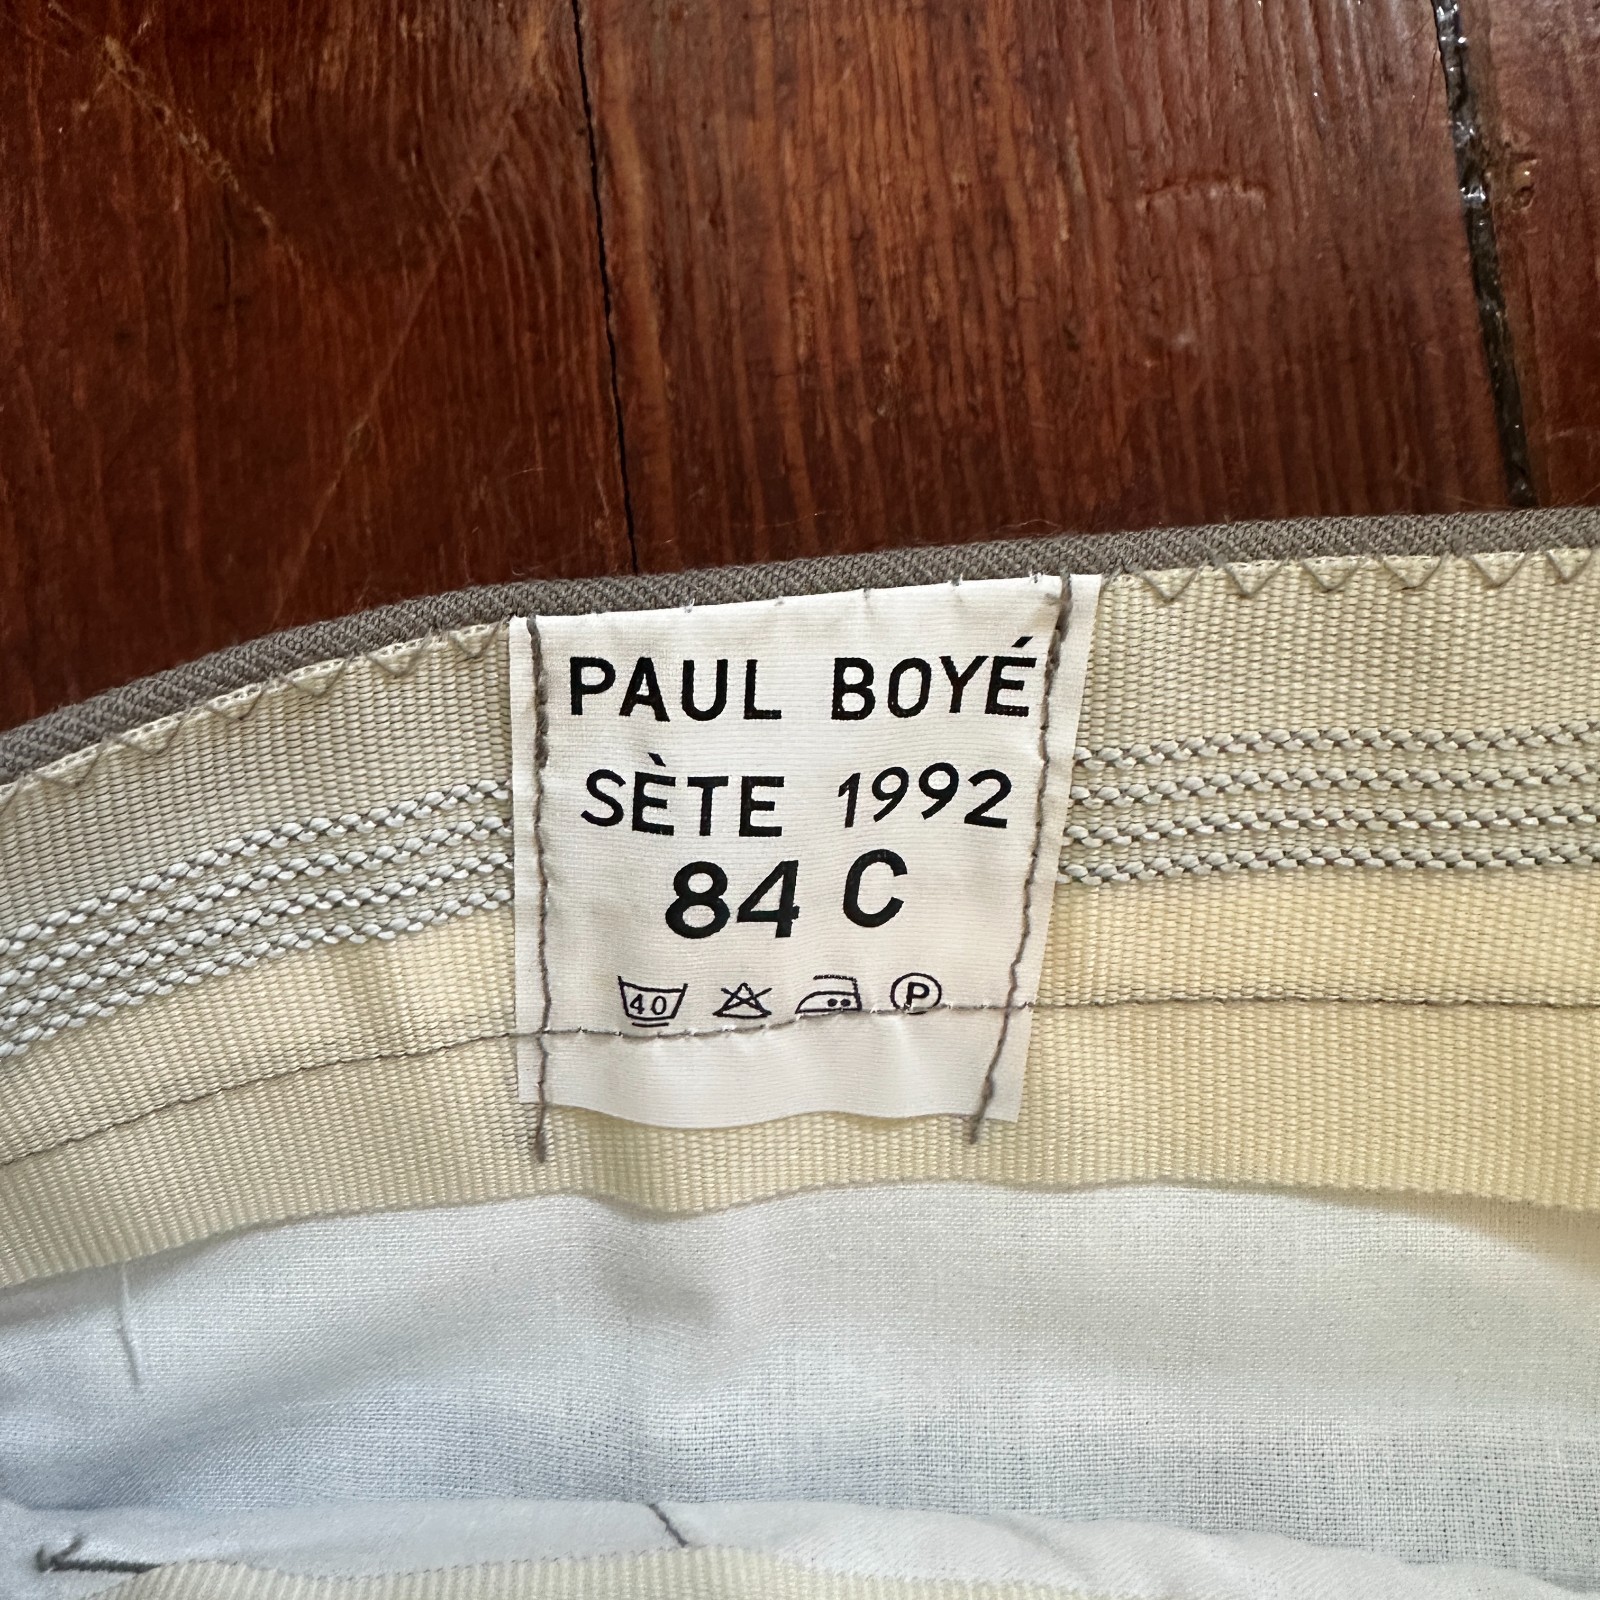 PAUL BOYÉ
SÈTE 1992
84 C
40 P